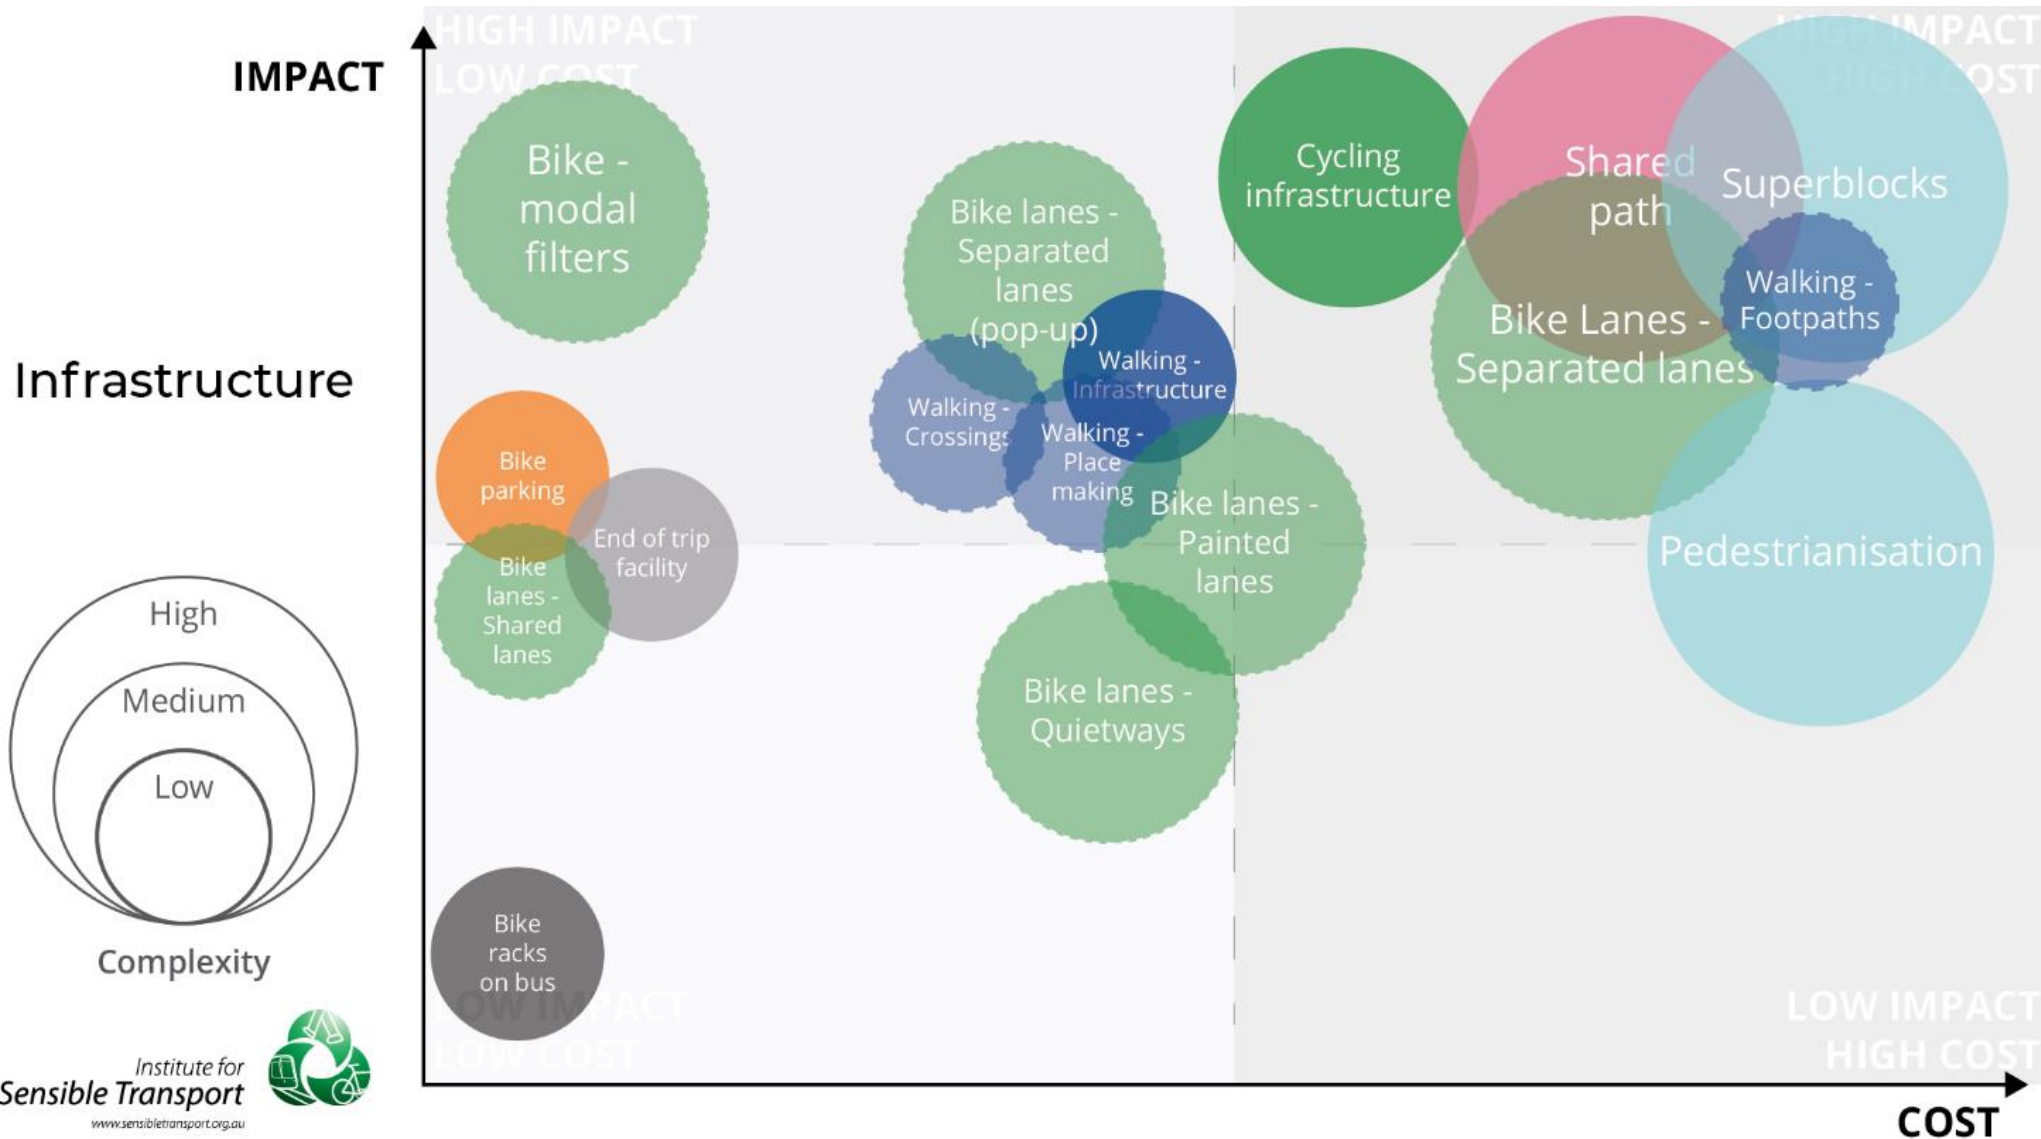 HIGH IMPACT
LOW COST
HIGH IMPACT
HIGH COST
IMPACT
Bike -
modal
filters
Bike lanes -
Separated
lanes
(pop-up)
Cycling
infrastructure
Shared
path
Superblocks
Walking -
Footpaths
Bike Lanes -
Separated lanes
Walking -
Infrastructure
Infrastructure
Walking -
Crossings
Walking -
Place
making
Bike
parking
End of trip
facility
Bike
lanes -
Shared
lanes
Bike lanes -
Painted
lanes
Pedestrianisation
Bike lanes -
Quietways
High
Medium
Low
Complexity
Bike
racks
on bus
LOW IMPACT
LOW COST
LOW IMPACT
HIGH COST
Institute for
Sensible Transport
www.sensibletransport.org.au
COST